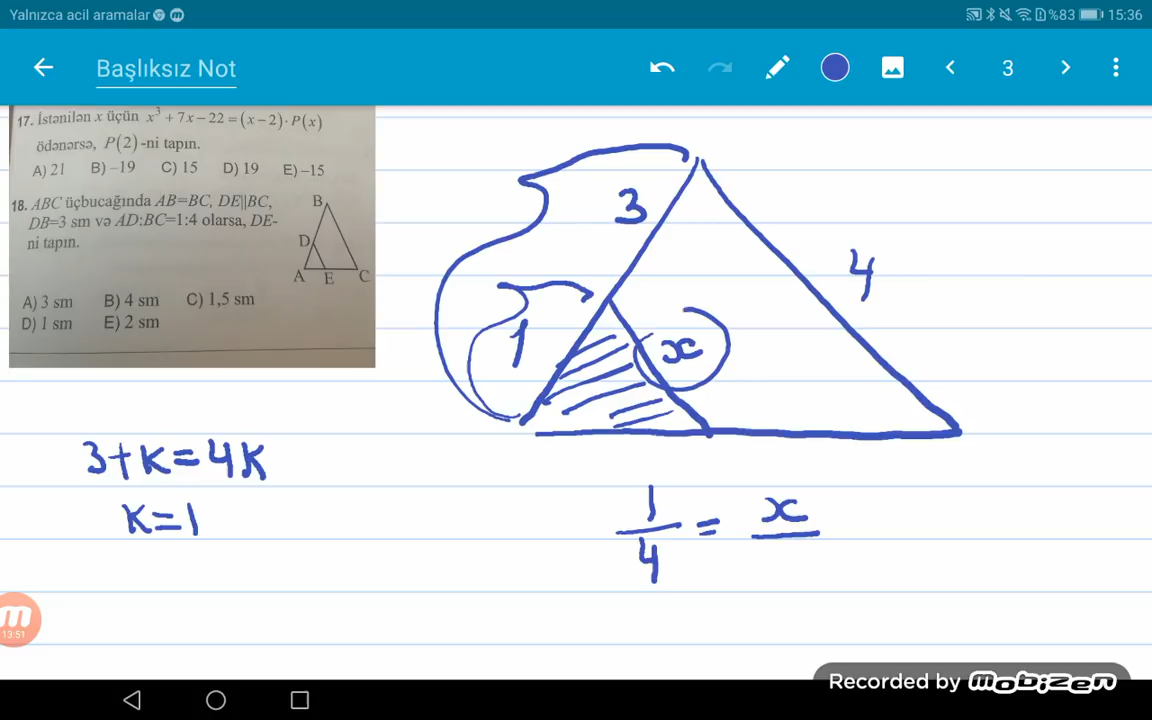 Yalnızca acil aramalar %83 15:36
Başlıksız Not 3
17. İstənilən x üçün x³ + 7x − 22 = (x − 2) · P(x)
ödənərsə, P(2) -ni tapın.
A) 21 B) −19 C) 15 D) 19 E) −15
18. ABC üçbucağında AB=BC, DE||BC,
DB=3 sm və AD:BC=1:4 olarsa, DE-
ni tapın.
B
D
A E C
A) 3 sm B) 4 sm C) 1,5 sm
D) 1 sm E) 2 sm
3
4
1
x
3+k=4k
k=1
1/4 = x/
13:51
Recorded by mobizen